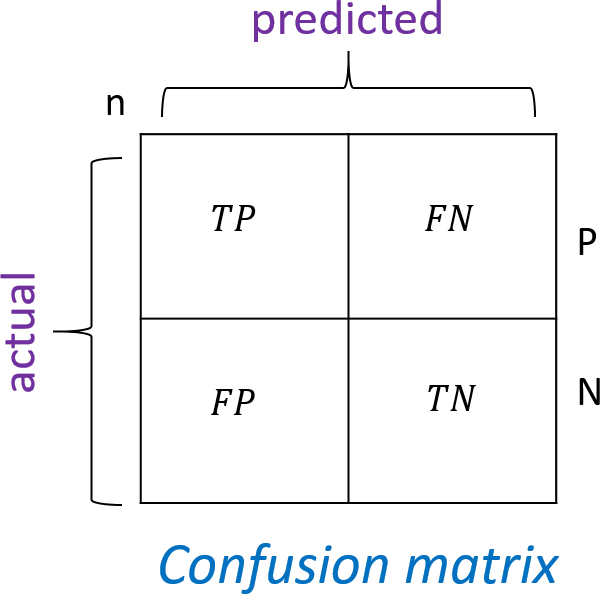 predicted
n
TP FN
P
actual
FP TN
N
Confusion matrix